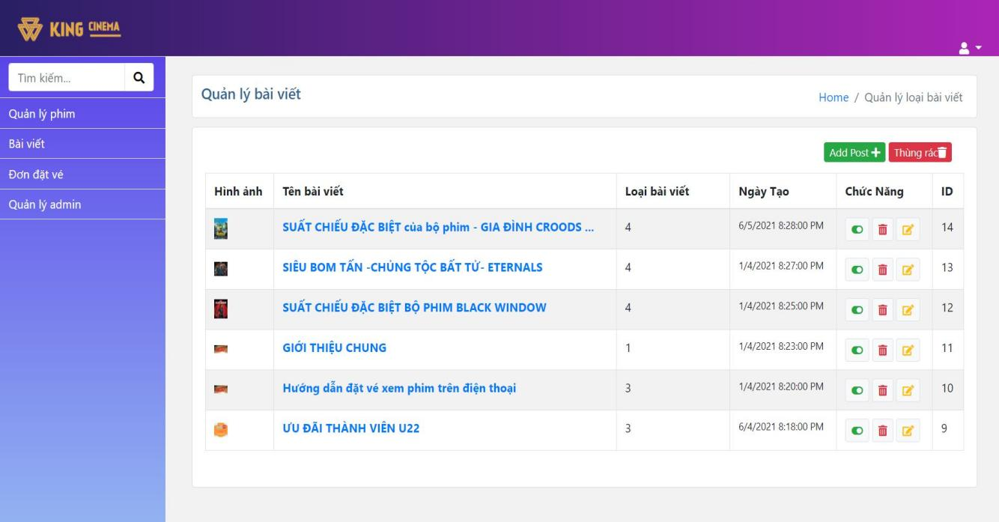 KING CINEMA
Tìm kiếm...
Quản lý phim
Bài viết
Đơn đặt vé
Quản lý admin
Quản lý bài viết
Home / Quản lý loại bài viết
Add Post Thùng rác
Hình ảnh Tên bài viết Loại bài viết Ngày Tạo Chức Năng ID
SUẤT CHIẾU ĐẶC BIỆT của bộ phim - GIA ĐÌNH CROODS ... 4 6/5/2021 8:28:00 PM 14
SIÊU BOM TẤN -CHỦNG TỘC BẤT TỬ- ETERNALS 4 1/4/2021 8:27:00 PM 13
SUẤT CHIẾU ĐẶC BIỆT BỘ PHIM BLACK WINDOW 4 1/4/2021 8:25:00 PM 12
GIỚI THIỆU CHUNG 1 1/4/2021 8:23:00 PM 11
Hướng dẫn đặt vé xem phim trên điện thoại 3 1/4/2021 8:20:00 PM 10
ƯU ĐÃI THÀNH VIÊN U22 3 6/4/2021 8:18:00 PM 9